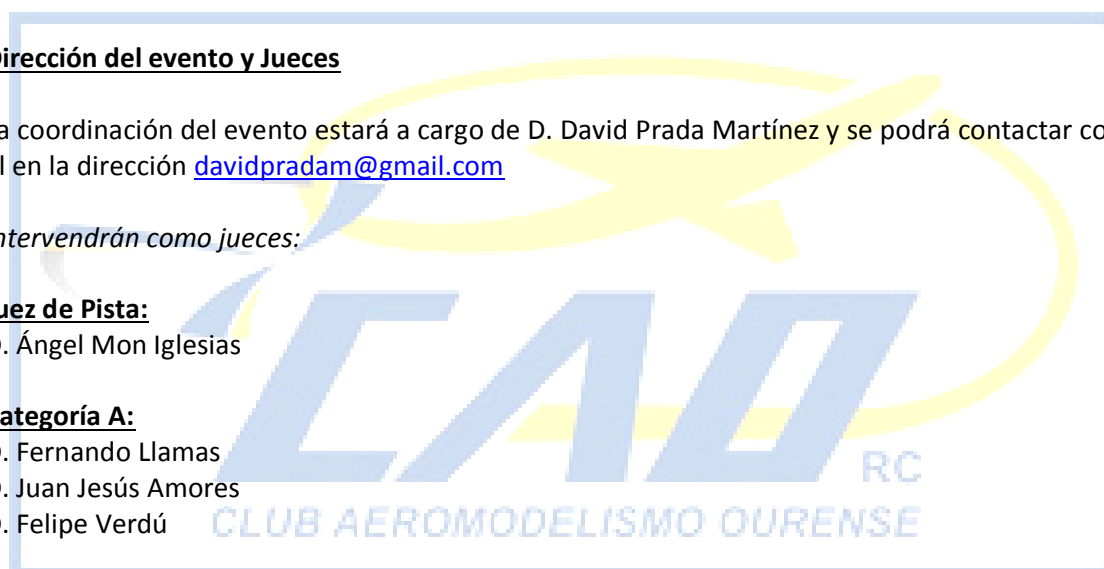 Dirección del evento y Jueces
a coordinación del evento estará a cargo de D. David Prada Martínez y se podrá contactar co
l en la dirección davidpradam@gmail.com
ntervendrán como jueces:
uez de Pista:
D. Ángel Mon Iglesias
ategoría A:
D. Fernando Llamas
D. Juan Jesús Amores
D. Felipe Verdú
CAO
RC
CLUB AEROMODELISMO OURENSE